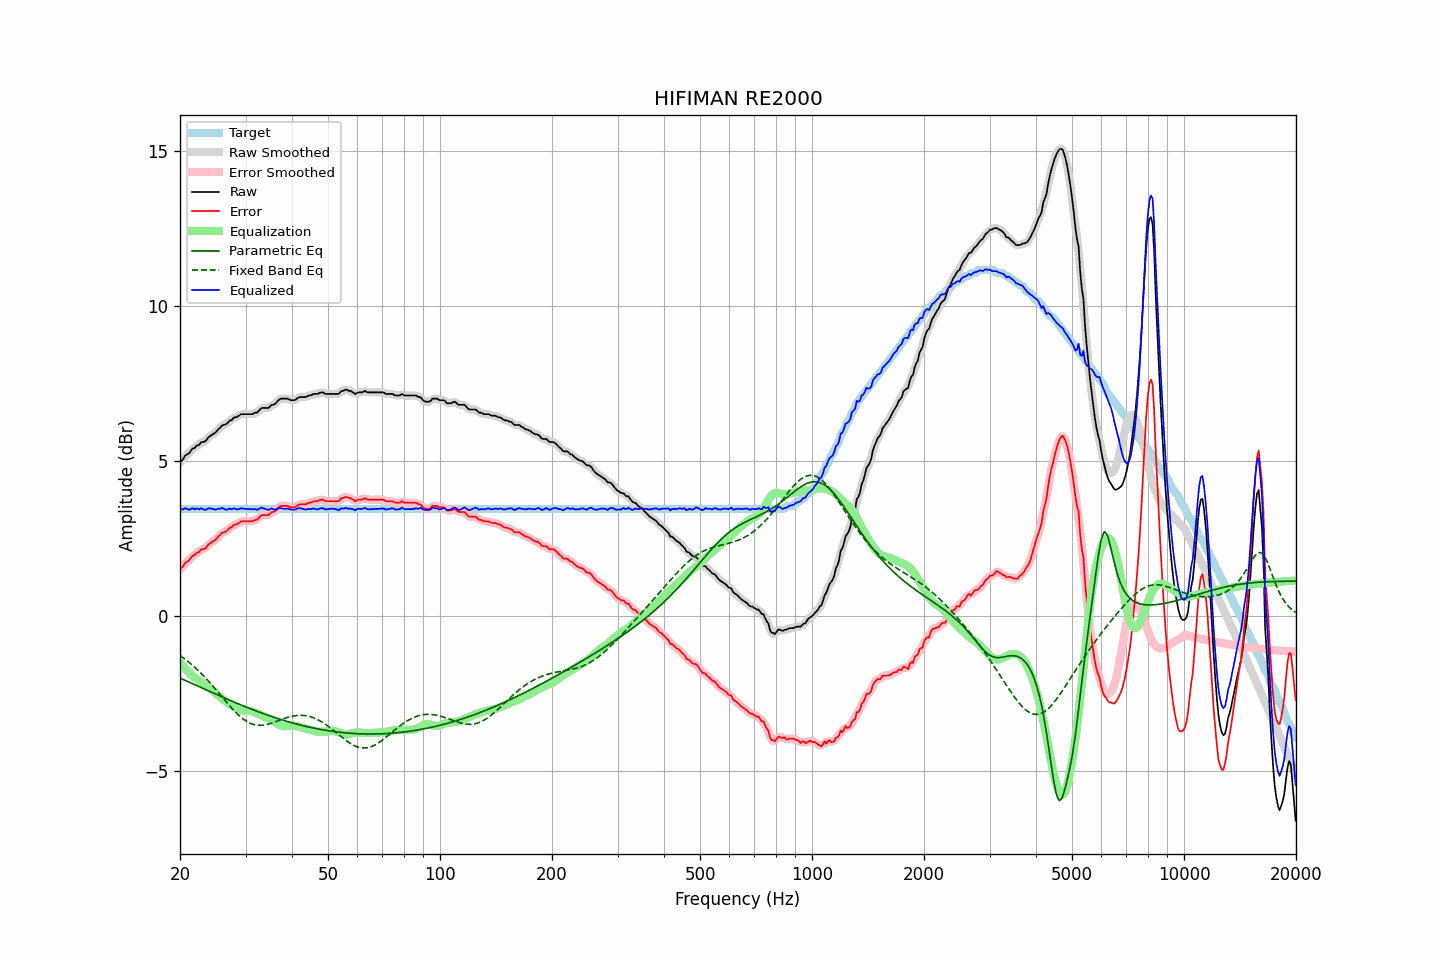 HIFIMAN RE2000
Target
Raw Smoothed
Error Smoothed
Raw
Error
Equalization
Parametric Eq
Fixed Band Eq
Equalized
15
10
5
0
−5
Amplitude (dBr)
20 50 100 200 500 1000 2000 5000 10000 20000
Frequency (Hz)